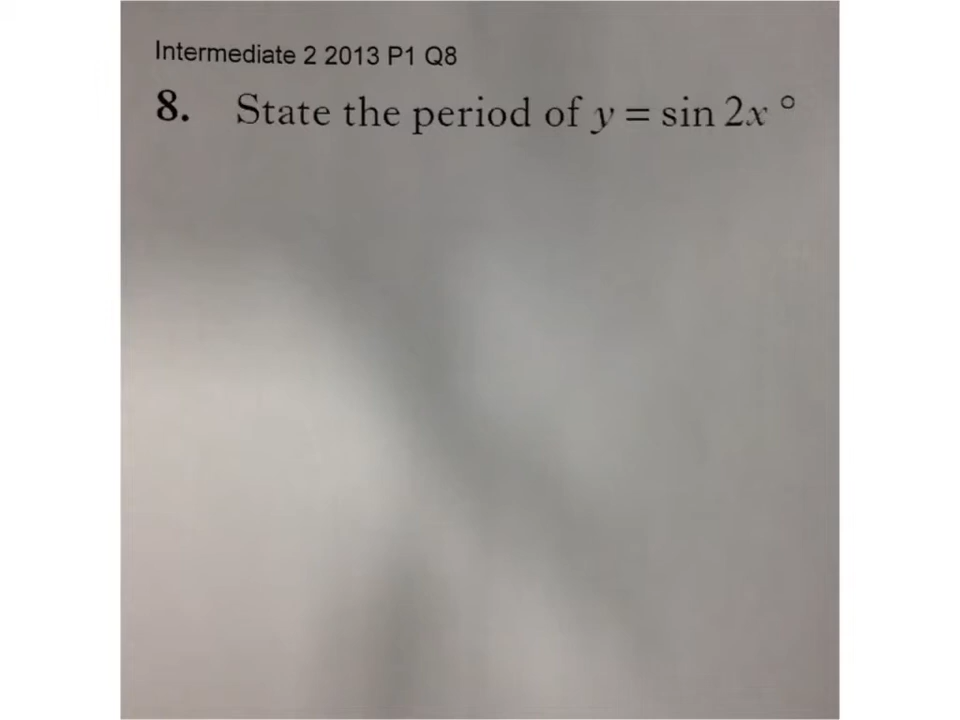 Intermediate 2 2013 P1 Q8
8. State the period of y = sin 2x °